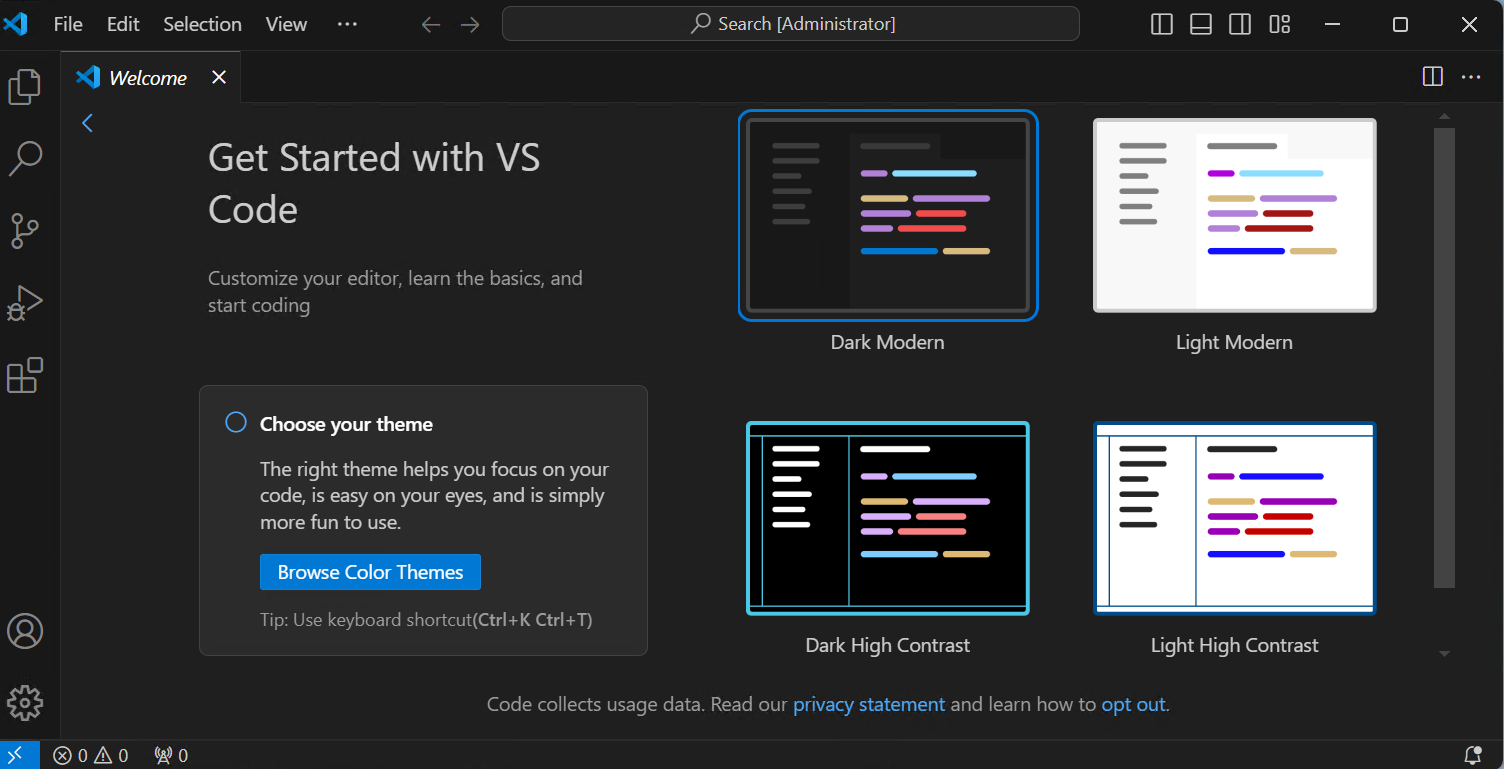 File Edit Selection View ···
Search [Administrator]
Welcome
Get Started with VS
Code
Customize your editor, learn the basics, and
start coding
Choose your theme
The right theme helps you focus on your
code, is easy on your eyes, and is simply
more fun to use.
Browse Color Themes
Tip: Use keyboard shortcut(Ctrl+K Ctrl+T)
Dark Modern
Light Modern
Dark High Contrast
Light High Contrast
Code collects usage data. Read our privacy statement and learn how to opt out.
0 0 0